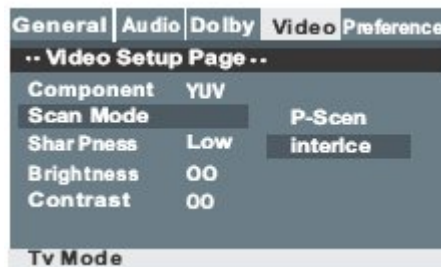 General Audio Dolby Video Preference
·· Video Setup Page ··
Component YUV
Scan Mode P-Scen
Shar Pness Low interlce
Brightness 00
Contrast 00
Tv Mode